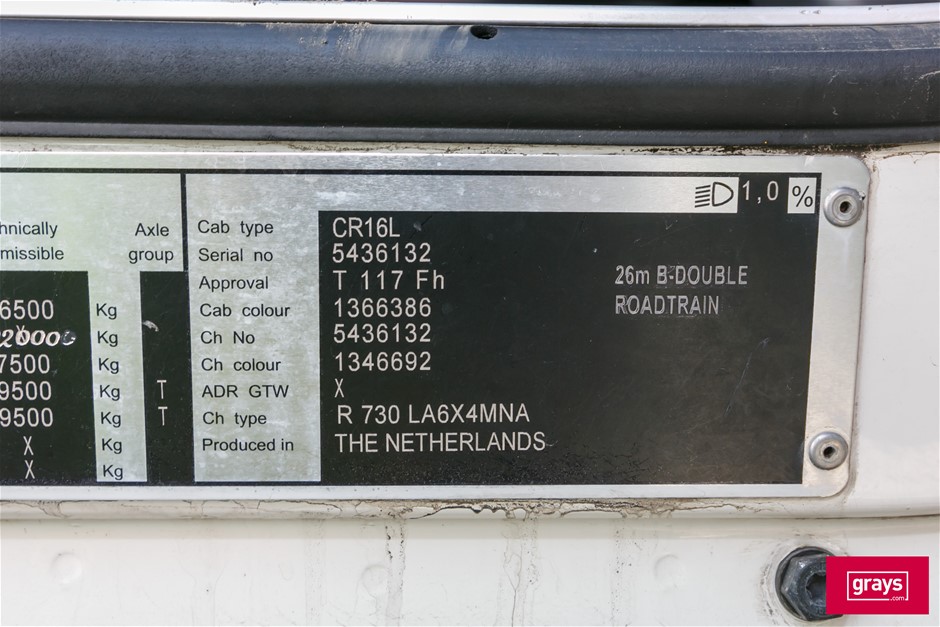 1,0 %
hnically Axle Cab type CR16L
missible group Serial no 5436132
Approval T 117 Fh
26m B-DOUBLE
6500 Kg Cab colour 1366386
ROADTRAIN
Kg Ch No 5436132
7500 Kg Ch colour 1346692
9500 Kg T ADR GTW X
9500 Kg T Ch type R 730 LA6X4MNA
X Kg Produced in THE NETHERLANDS
X Kg
grays
.com